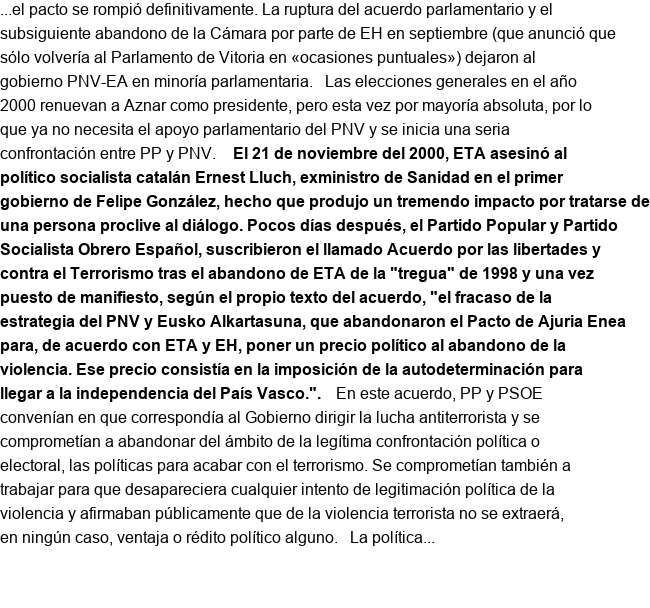 ...el pacto se rompió definitivamente. La ruptura del acuerdo parlamentario y el
subsiguiente abandono de la Cámara por parte de EH en septiembre (que anunció que
sólo volvería al Parlamento de Vitoria en «ocasiones puntuales») dejaron al
gobierno PNV-EA en minoría parlamentaria.   Las elecciones generales en el año
2000 renuevan a Aznar como presidente, pero esta vez por mayoría absoluta, por lo
que ya no necesita el apoyo parlamentario del PNV y se inicia una seria
confrontación entre PP y PNV.    El 21 de noviembre del 2000, ETA asesinó al
político socialista catalán Ernest Lluch, exministro de Sanidad en el primer
gobierno de Felipe González, hecho que produjo un tremendo impacto por tratarse de
una persona proclive al diálogo. Pocos días después, el Partido Popular y Partido
Socialista Obrero Español, suscribieron el llamado Acuerdo por las libertades y
contra el Terrorismo tras el abandono de ETA de la "tregua" de 1998 y una vez
puesto de manifiesto, según el propio texto del acuerdo, "el fracaso de la
estrategia del PNV y Eusko Alkartasuna, que abandonaron el Pacto de Ajuria Enea
para, de acuerdo con ETA y EH, poner un precio político al abandono de la
violencia. Ese precio consistía en la imposición de la autodeterminación para
llegar a la independencia del País Vasco.".    En este acuerdo, PP y PSOE
convenían en que correspondía al Gobierno dirigir la lucha antiterrorista y se
comprometían a abandonar del ámbito de la legítima confrontación política o
electoral, las políticas para acabar con el terrorismo. Se comprometían también a
trabajar para que desapareciera cualquier intento de legitimación política de la
violencia y afirmaban públicamente que de la violencia terrorista no se extraerá,
en ningún caso, ventaja o rédito político alguno.   La política...